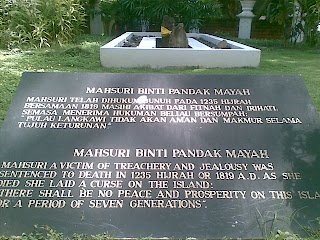 MAHSURI BINTI PANDAK MAYAH
MAHSURI TELAH DIHUKUM BUNUH PADA 1235 HIJRAH
BERSAMAAN 1819 MASIHI AKIBAT DARI FITNAH DAN IRIHATI.
SEMASA MENERIMA HUKUMAN BELIAU BERSUMPAH:
"PULAU LANGKAWI TIDAK AKAN AMAN DAN MAKMUR SELAMA
TUJUH KETURUNAN."
MAHSURI BINTI PANDAK MAYAH
MAHSURI A VICTIM OF TREACHERY AND JEALOUSY WAS
SENTENCED TO DEATH IN 1235 HIJRAH OR 1819 A.D. AS SHE
DIED SHE LAID A CURSE ON THE ISLAND:
"THERE SHALL BE NO PEACE AND PROSPERITY ON THIS ISLA
FOR A PERIOD OF SEVEN GENERATIONS".